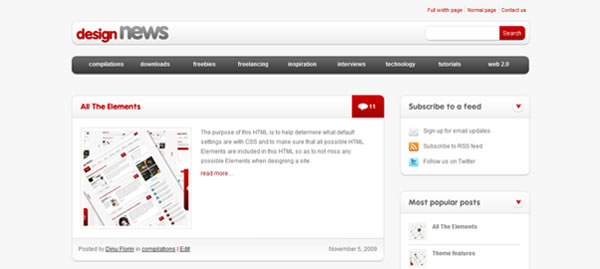 Full width page Normal page Contact us
design news
Search
compilations downloads freebies freelancing inspiration interviews technology tutorials web 2.0
All The Elements
11
The purpose of this HTML is to help determine what default
settings are with CSS and to make sure that all possible HTML
Elements are included in this HTML so as to not miss any
possible Elements when designing a site.
read more...
Posted by Dinu Florin in compilations | Edit
November 5, 2009
Subscribe to a feed
Sign up for email updates
Subscribe to RSS feed
Follow us on Twitter
Most popular posts
All The Elements
Theme features